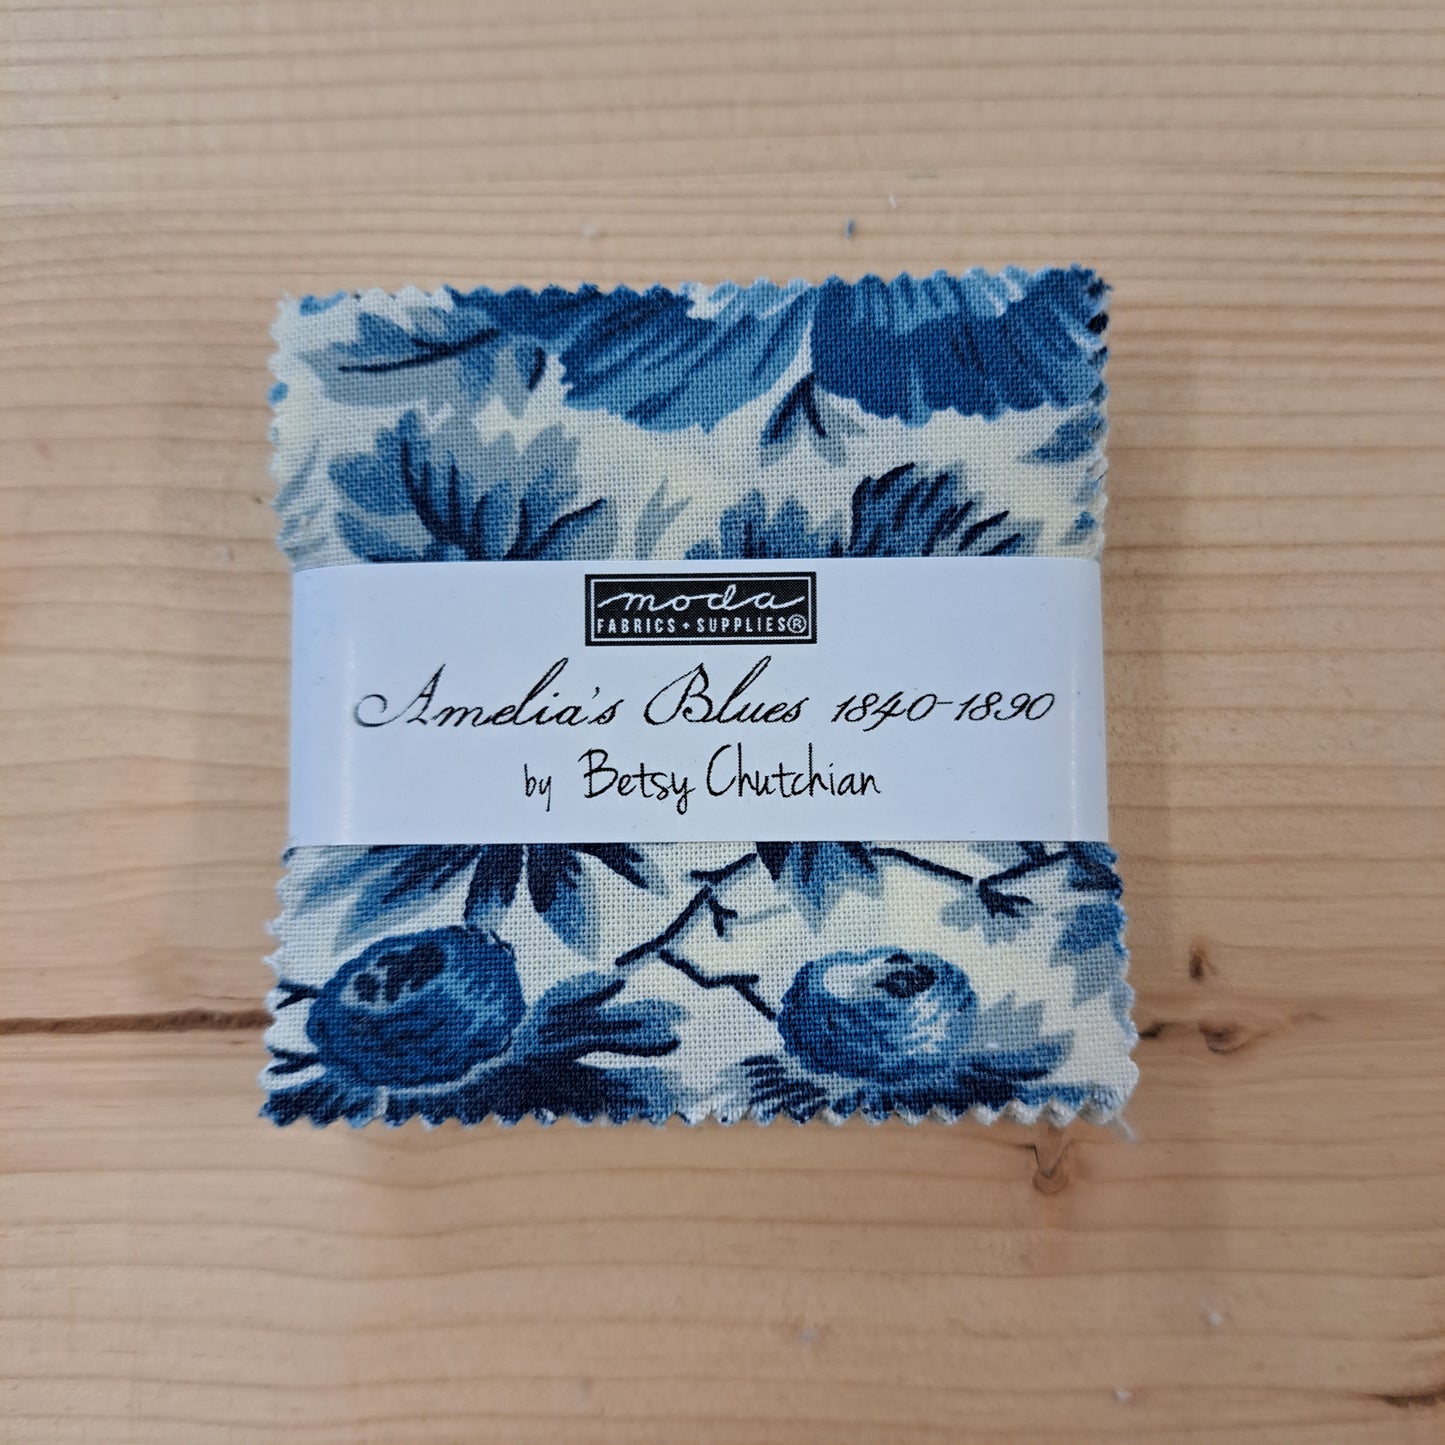 moda
FABRICS + SUPPLIES®
Amelia's Blues 1840-1890
by Betsy Chutchian